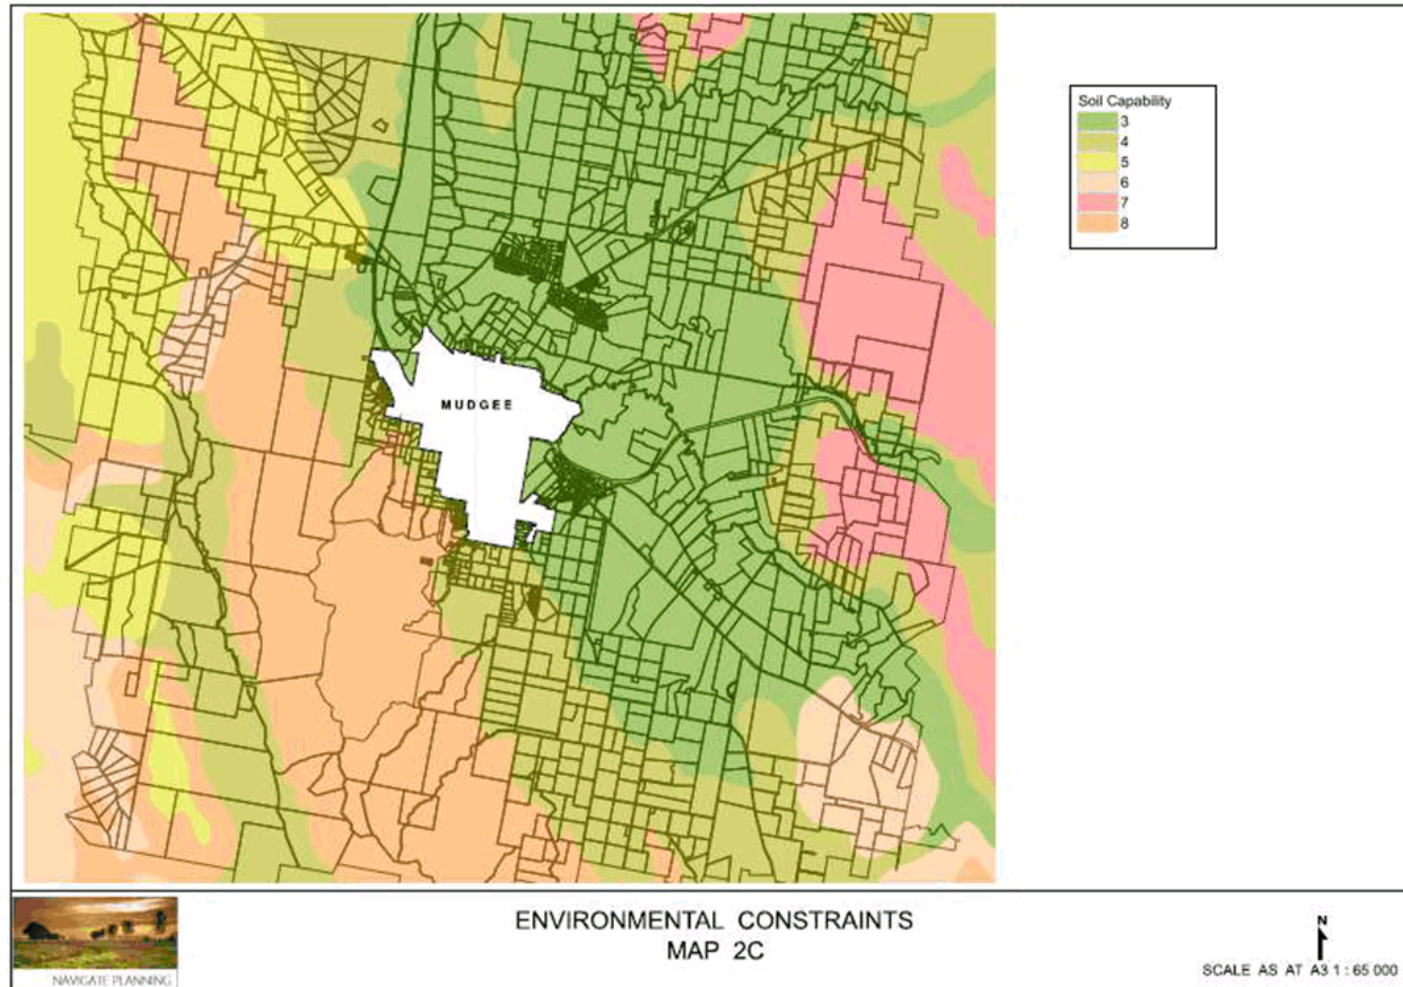 Soil Capability
3
4
5
6
7
8
MUDGEE
NAVIGATE PLANNING
ENVIRONMENTAL CONSTRAINTS
MAP 2C
N
SCALE AS AT A3 1 : 65 000